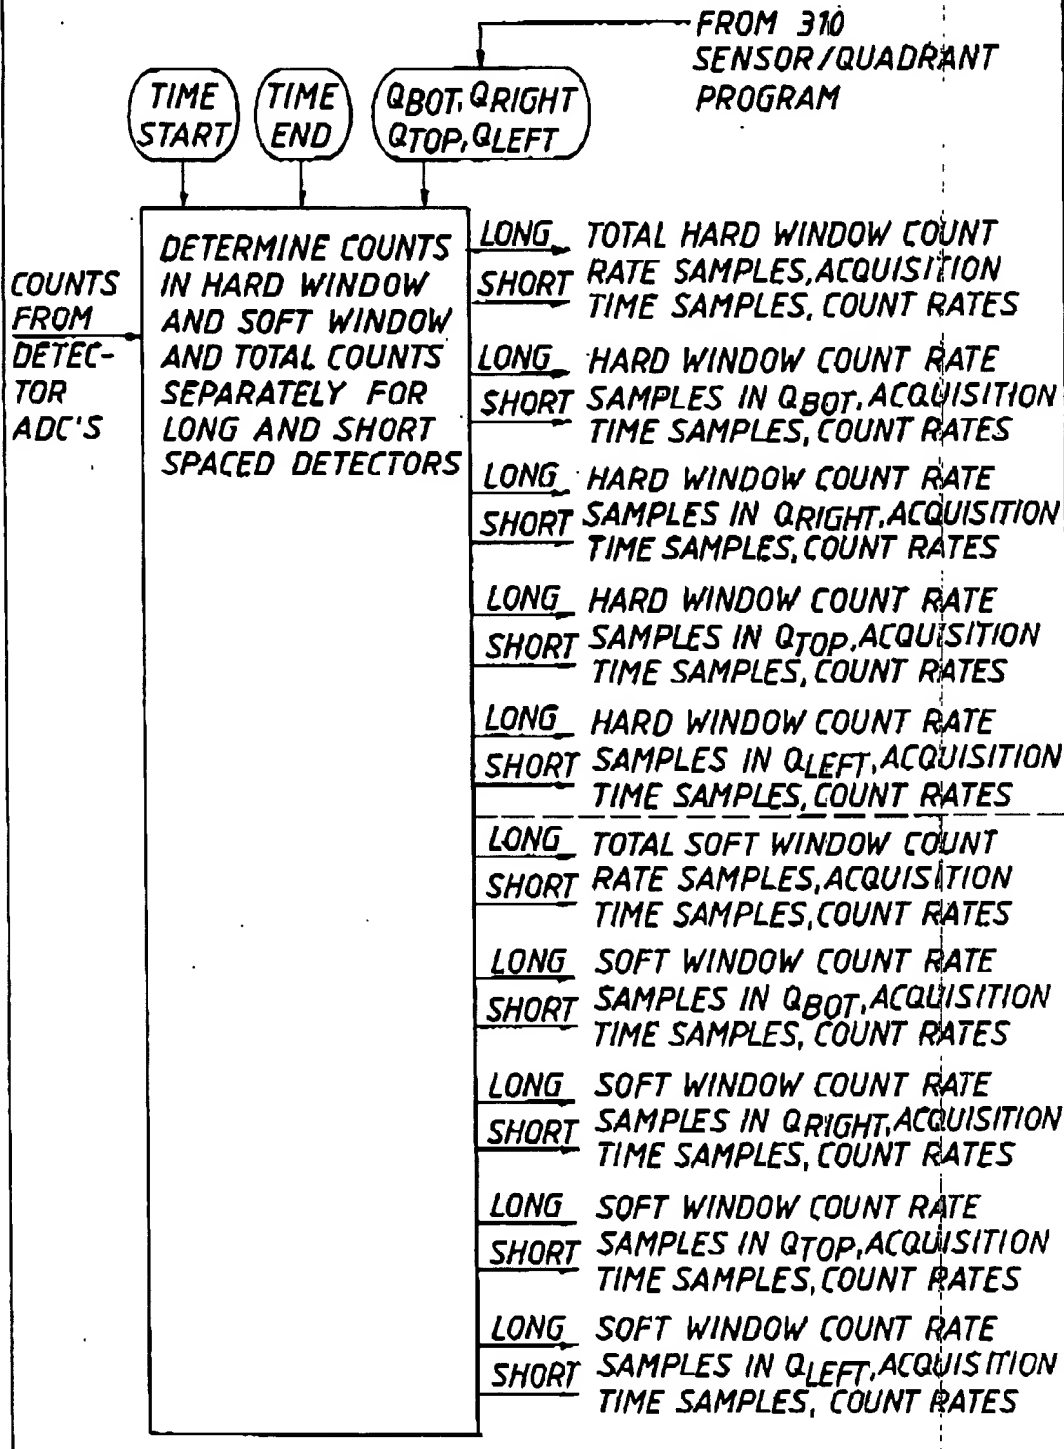 FROM 310
SENSOR/QUADRANT
PROGRAM
TIME
START
TIME
END
QBOT, QRIGHT
QTOP, QLEFT
COUNTS
FROM
DETEC-
TOR
ADC'S
DETERMINE COUNTS
IN HARD WINDOW
AND SOFT WINDOW
AND TOTAL COUNTS
SEPARATELY FOR
LONG AND SHORT
SPACED DETECTORS
LONG TOTAL HARD WINDOW COUNT
SHORT RATE SAMPLES, ACQUISITION
TIME SAMPLES, COUNT RATES
LONG HARD WINDOW COUNT RATE
SHORT SAMPLES IN QBOT, ACQUISITION
TIME SAMPLES, COUNT RATES
LONG HARD WINDOW COUNT RATE
SHORT SAMPLES IN QRIGHT, ACQUISITION
TIME SAMPLES, COUNT RATES
LONG HARD WINDOW COUNT RATE
SHORT SAMPLES IN QTOP, ACQUISITION
TIME SAMPLES, COUNT RATES
LONG HARD WINDOW COUNT RATE
SHORT SAMPLES IN QLEFT, ACQUISITION
TIME SAMPLES, COUNT RATES
LONG TOTAL SOFT WINDOW COUNT
SHORT RATE SAMPLES, ACQUISITION
TIME SAMPLES, COUNT RATES
LONG SOFT WINDOW COUNT RATE
SHORT SAMPLES IN QBOT, ACQUISITION
TIME SAMPLES, COUNT RATES
LONG SOFT WINDOW COUNT RATE
SHORT SAMPLES IN QRIGHT, ACQUISITION
TIME SAMPLES, COUNT RATES
LONG SOFT WINDOW COUNT RATE
SHORT SAMPLES IN QTOP, ACQUISITION
TIME SAMPLES, COUNT RATES
LONG SOFT WINDOW COUNT RATE
SHORT SAMPLES IN QLEFT, ACQUISITION
TIME SAMPLES, COUNT RATES